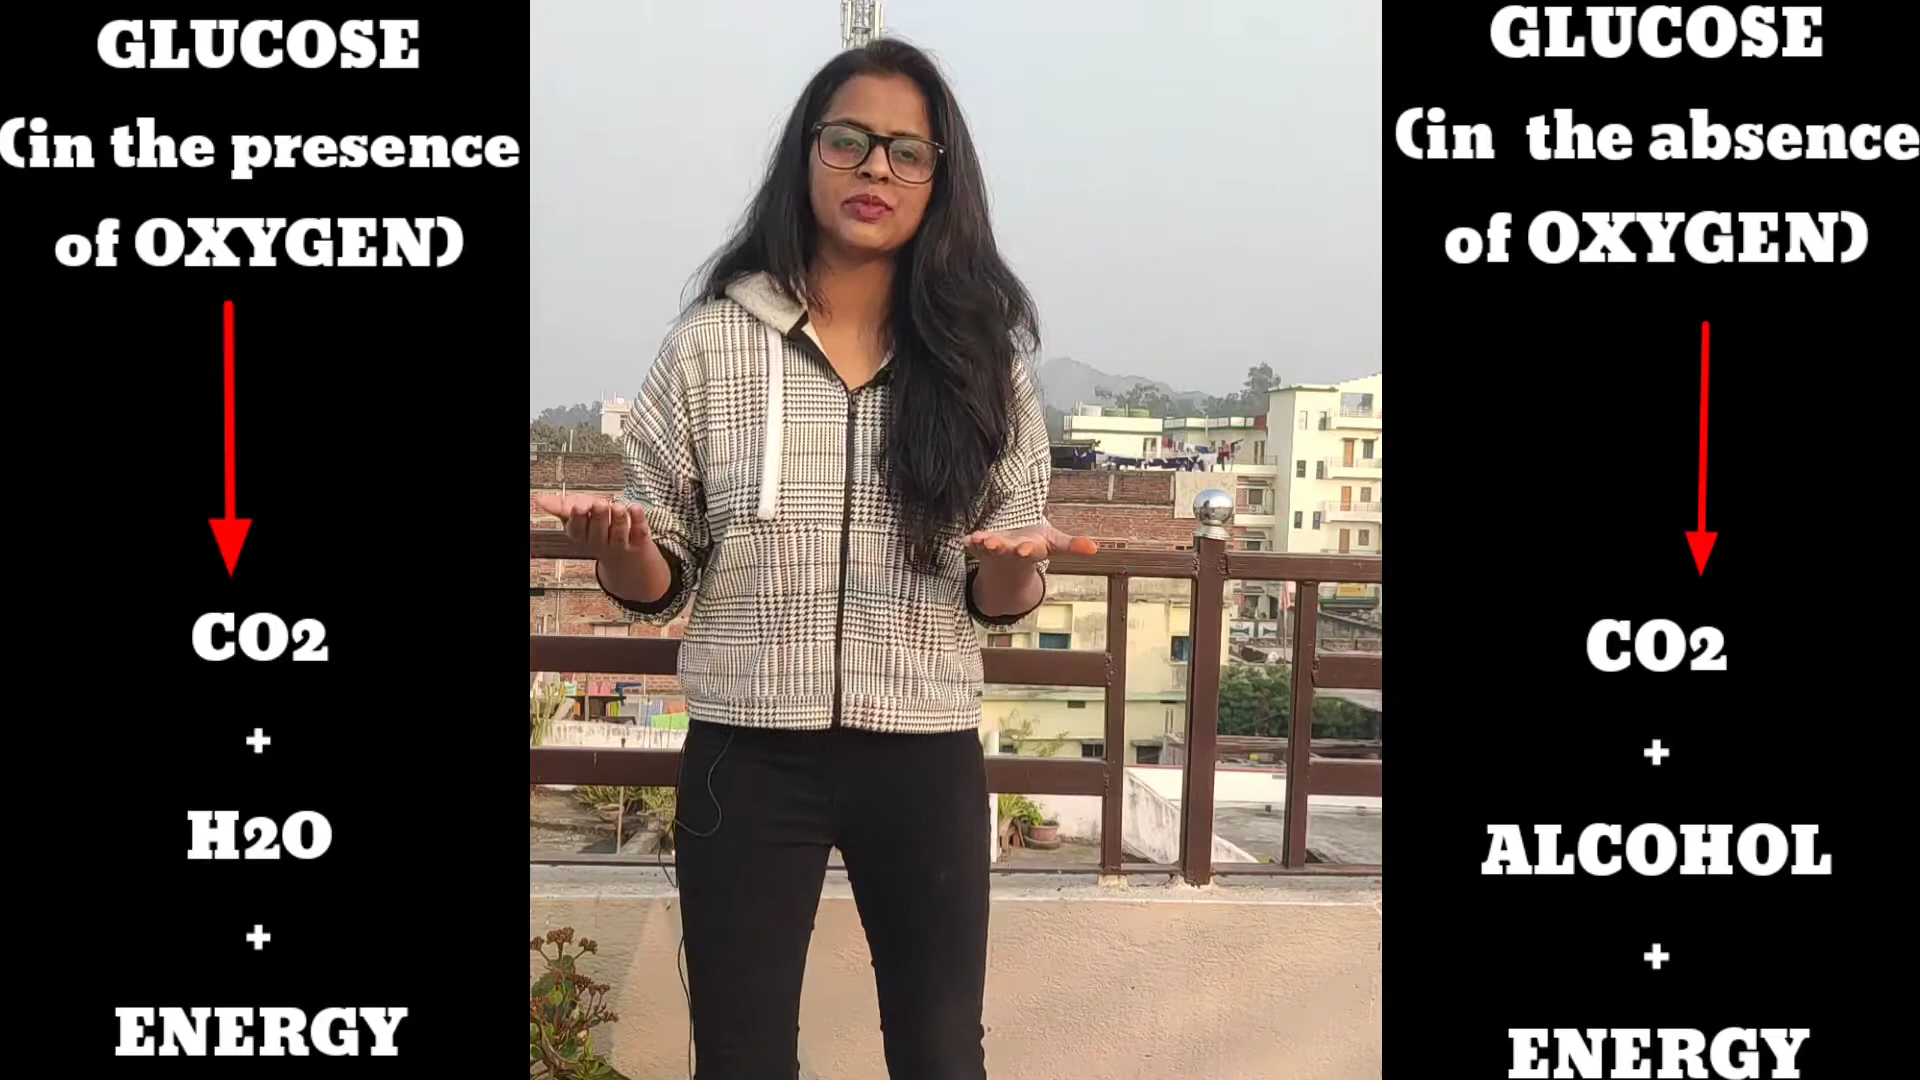 GLUCOSE
(in the presence
of OXYGEN)
CO2
+
H2O
+
ENERGY
GLUCOSE
(in the absence
of OXYGEN)
CO2
+
ALCOHOL
+
ENERGY